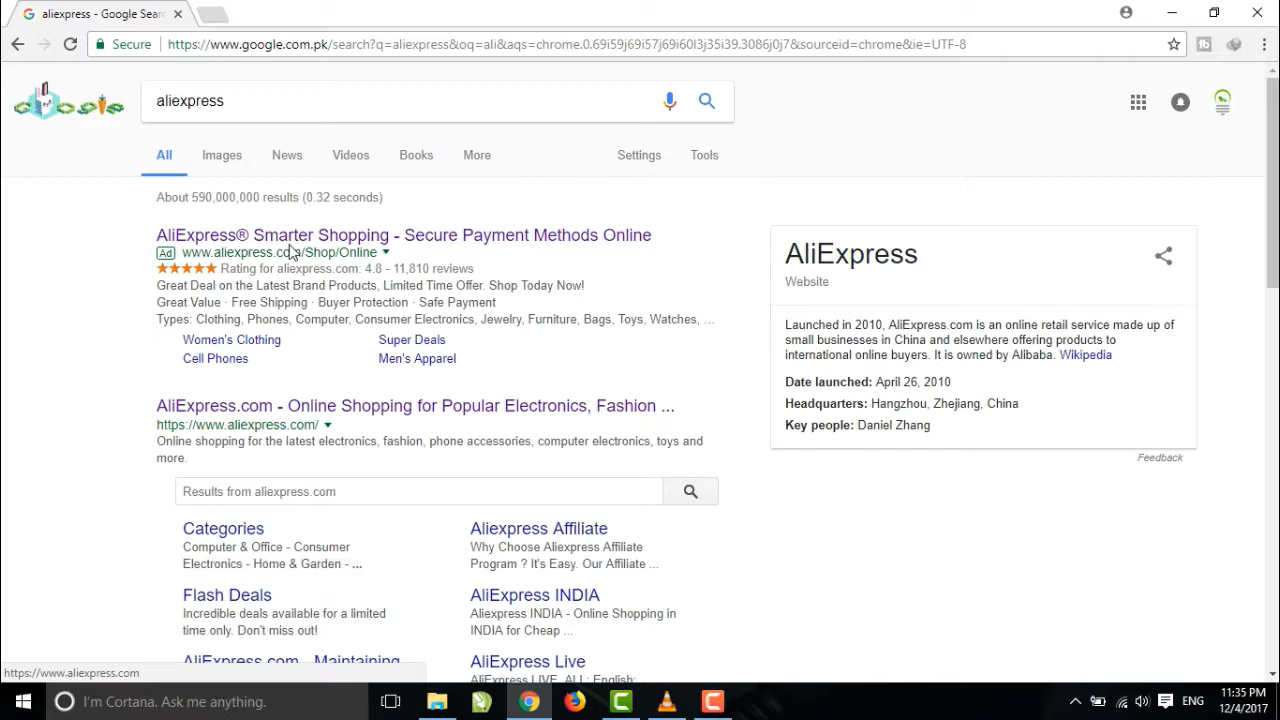 aliexpress - Google Sear
Secure
https://www.google.com.pk/search?q=aliexpress&oq=ali&aqs=chrome.0.69i59j69i57j69i60l3j35i39.3086j0j7&sourceid=chrome&ie=UTF-8
aliexpress
All Images News Videos Books More Settings Tools
About 590,000,000 results (0.32 seconds)
AliExpress® Smarter Shopping - Secure Payment Methods Online
Ad www.aliexpress.com/Shop/Online
Rating for aliexpress.com: 4.8 - 11,810 reviews
Great Deal on the Latest Brand Products, Limited Time Offer. Shop Today Now!
Great Value · Free Shipping · Buyer Protection · Safe Payment
Types: Clothing, Phones, Computer, Consumer Electronics, Jewelry, Furniture, Bags, Toys, Watches, ...
Women's Clothing
Super Deals
Cell Phones
Men's Apparel
AliExpress.com - Online Shopping for Popular Electronics, Fashion ...
https://www.aliexpress.com/
Online shopping for the latest electronics, fashion, phone accessories, computer electronics, toys and
more.
Results from aliexpress.com
Categories
Computer & Office - Consumer
Electronics - Home & Garden - ...
Aliexpress Affiliate
Why Choose Aliexpress Affiliate
Program ? It's Easy. Our Affiliate ...
Flash Deals
Incredible deals available for a limited
time only. Don't miss out!
AliExpress INDIA
Aliexpress INDIA - Online Shopping in
INDIA for Cheap ...
AliExpress.com - Maintaining
AliExpress Live
AliExpress LIVE. ALL; English;
AliExpress
Website
Launched in 2010, AliExpress.com is an online retail service made up of
small businesses in China and elsewhere offering products to
international online buyers. It is owned by Alibaba. Wikipedia
Date launched: April 26, 2010
Headquarters: Hangzhou, Zhejiang, China
Key people: Daniel Zhang
Feedback
https://www.aliexpress.com
I'm Cortana. Ask me anything.
ENG
11:35 PM
12/4/2017